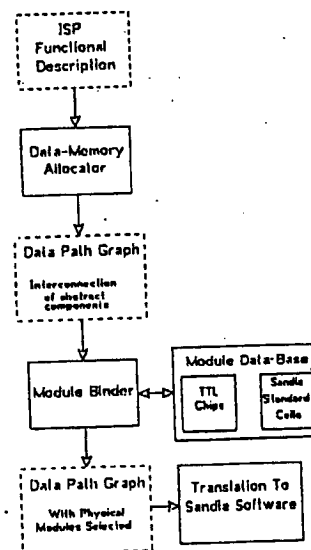 ISP
Functional
Description
Data-Memory
Allocator
Data Path Graph
Interconnection
of abstract
components
Module Binder
Module Data-Base
TTL
Chips
Sandia
Standard
Cells
Data Path Graph
With Physical
Modules Selected
Translation To
Sandia Software